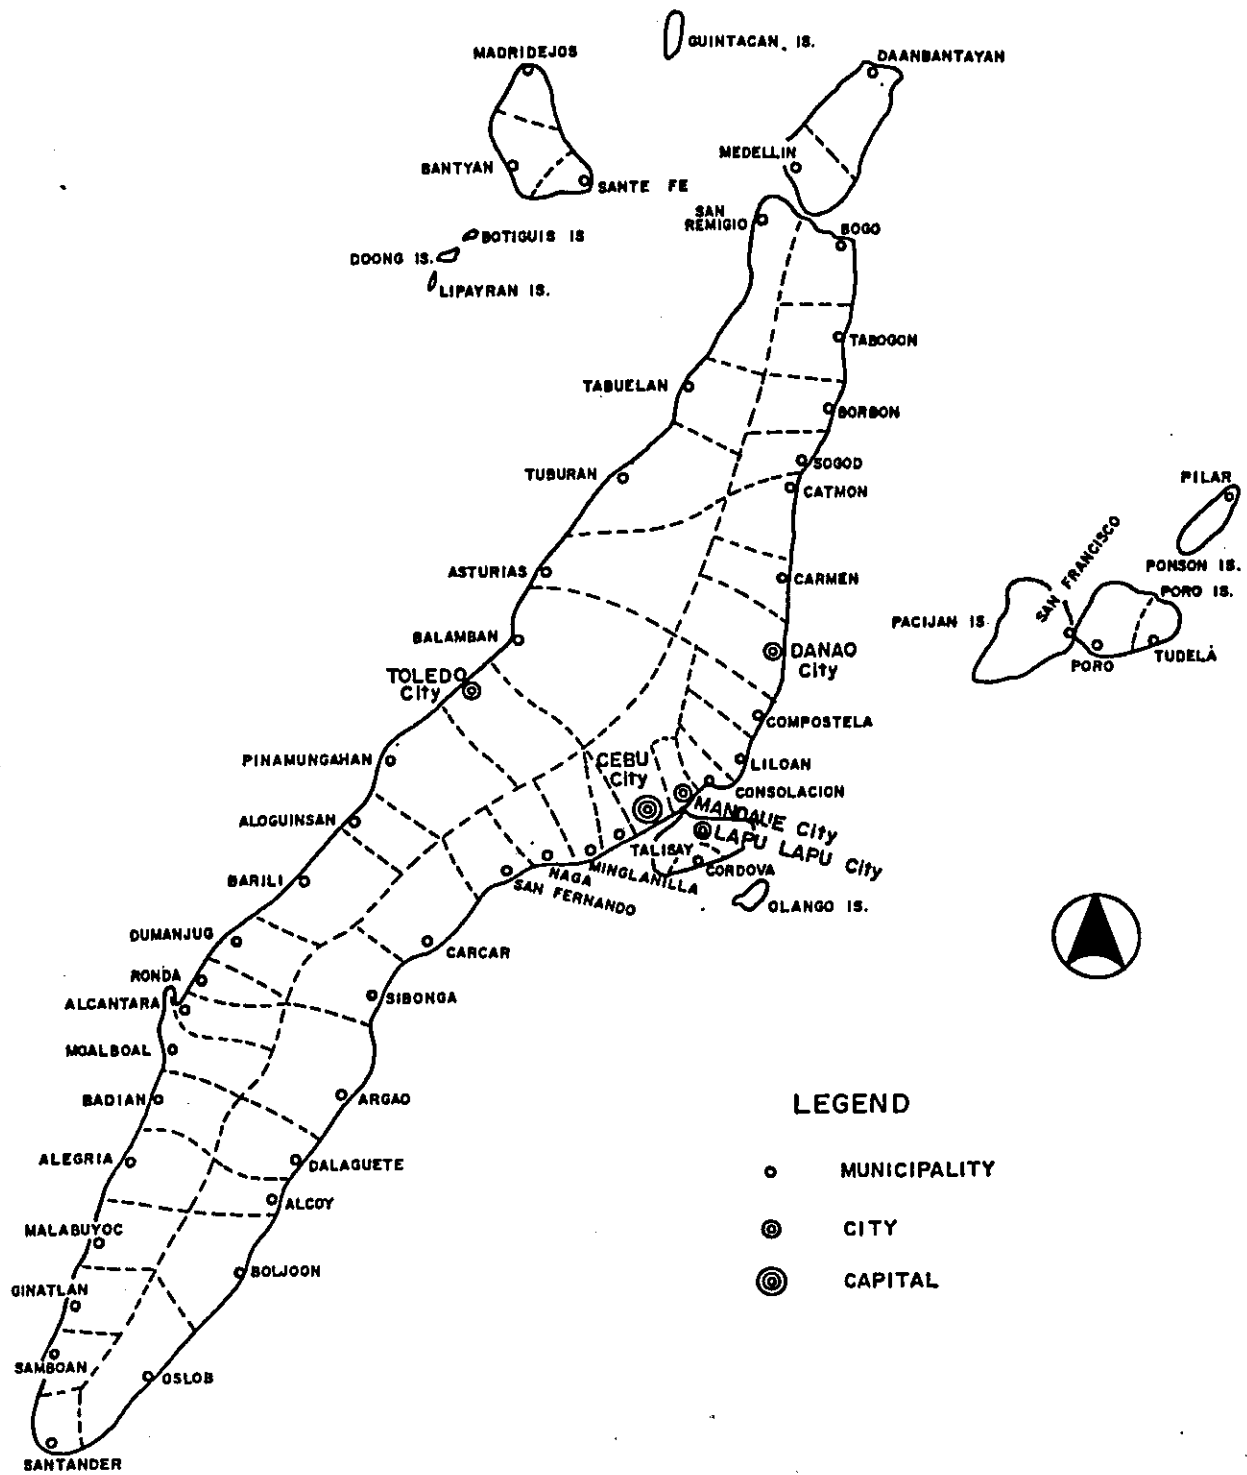 GUINTACAN. IS.
MADRIDEJOS
DAANBANTAYAN
MEDELLIN
BANTYAN
SANTE FE
SAN
REMIGIO
BOGO
BOTIGUIS IS
DOONG IS.
LIPAYRAN IS.
TABOGON
TABUELAN
BORBON
SOGOD
TUBURAN
CATMON
PILAR
PONSON IS.
SAN FRANCISCO
PORO IS.
ASTURIAS
CARMEN
PACIJAN IS
BALAMBAN
DANAO
City
PORO
TUDELA
TOLEDO
City
COMPOSTELA
PINAMUNGAHAN
CEBU
City
LILOAN
CONSOLACION
MANDAUE City
ALOGUINSAN
LAPU LAPU City
TALISAY
MINGLANILLA
CORDOVA
NAGA
SAN FERNANDO
BARILI
OLANGO IS.
DUMANJUG
CARCAR
RONDA
ALCANTARA
SIBONGA
MOALBOAL
BADIAN
ARGAO
LEGEND
ALEGRIA
DALAGUETE
MUNICIPALITY
ALCOY
MALABUYOC
CITY
BOLJOON
GINATLAN
CAPITAL
SAMBOAN
OSLOB
SANTANDER